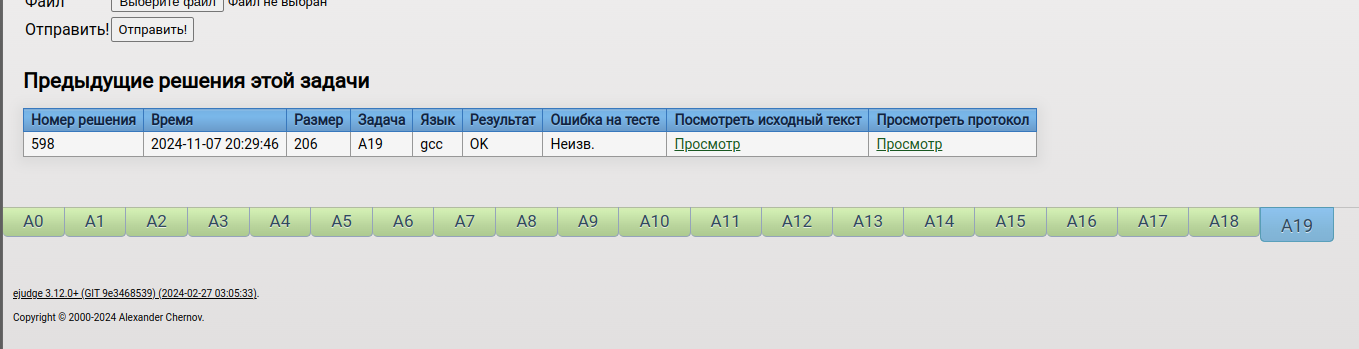 Файл Выберите файл Файл не выбран
Отправить! Отправить!
Предыдущие решения этой задачи
Номер решения Время Размер Задача Язык Результат Ошибка на тесте Посмотреть исходный текст Просмотреть протокол
598 2024-11-07 20:29:46 206 A19 gcc OK Неизв. Просмотр Просмотр
A0 A1 A2 A3 A4 A5 A6 A7 A8 A9 A10 A11 A12 A13 A14 A15 A16 A17 A18 A19
ejudge 3.12.0+ (GIT 9e3468539) (2024-02-27 03:05:33).
Copyright © 2000-2024 Alexander Chernov.